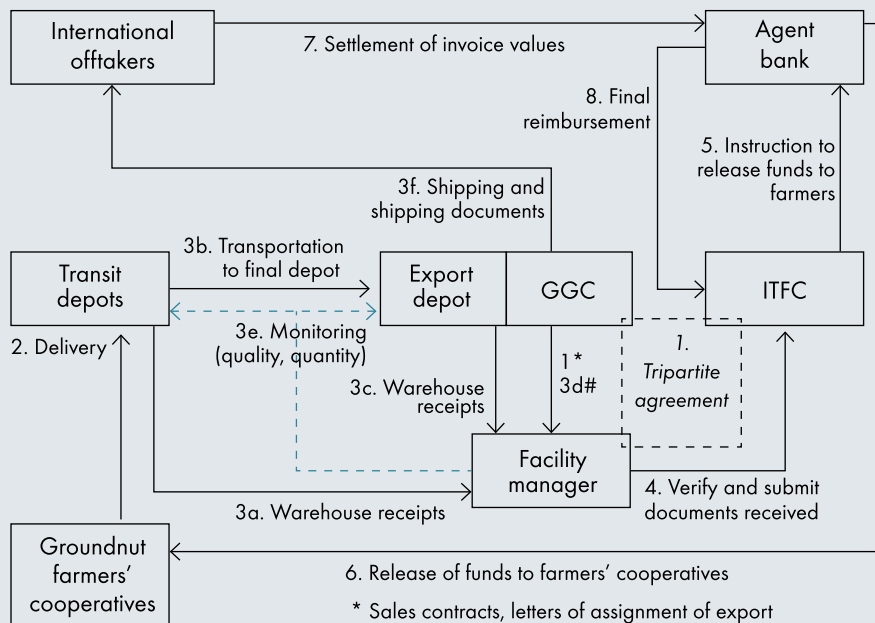 International
offtakers
7. Settlement of invoice values
Agent
bank
8. Final
reimbursement
5. Instruction to
release funds to
farmers
3f. Shipping and
shipping documents
3b. Transportation
to final depot
Transit
depots
Export
depot
GGC
ITFC
2. Delivery
3e. Monitoring
(quality, quantity)
1*
3d#
1.
Tripartite
agreement
3c. Warehouse
receipts
Facility
manager
3a. Warehouse receipts
4. Verify and submit
documents received
Groundnut
farmers’
cooperatives
6. Release of funds to farmers’ cooperatives
* Sales contracts, letters of assignment of export